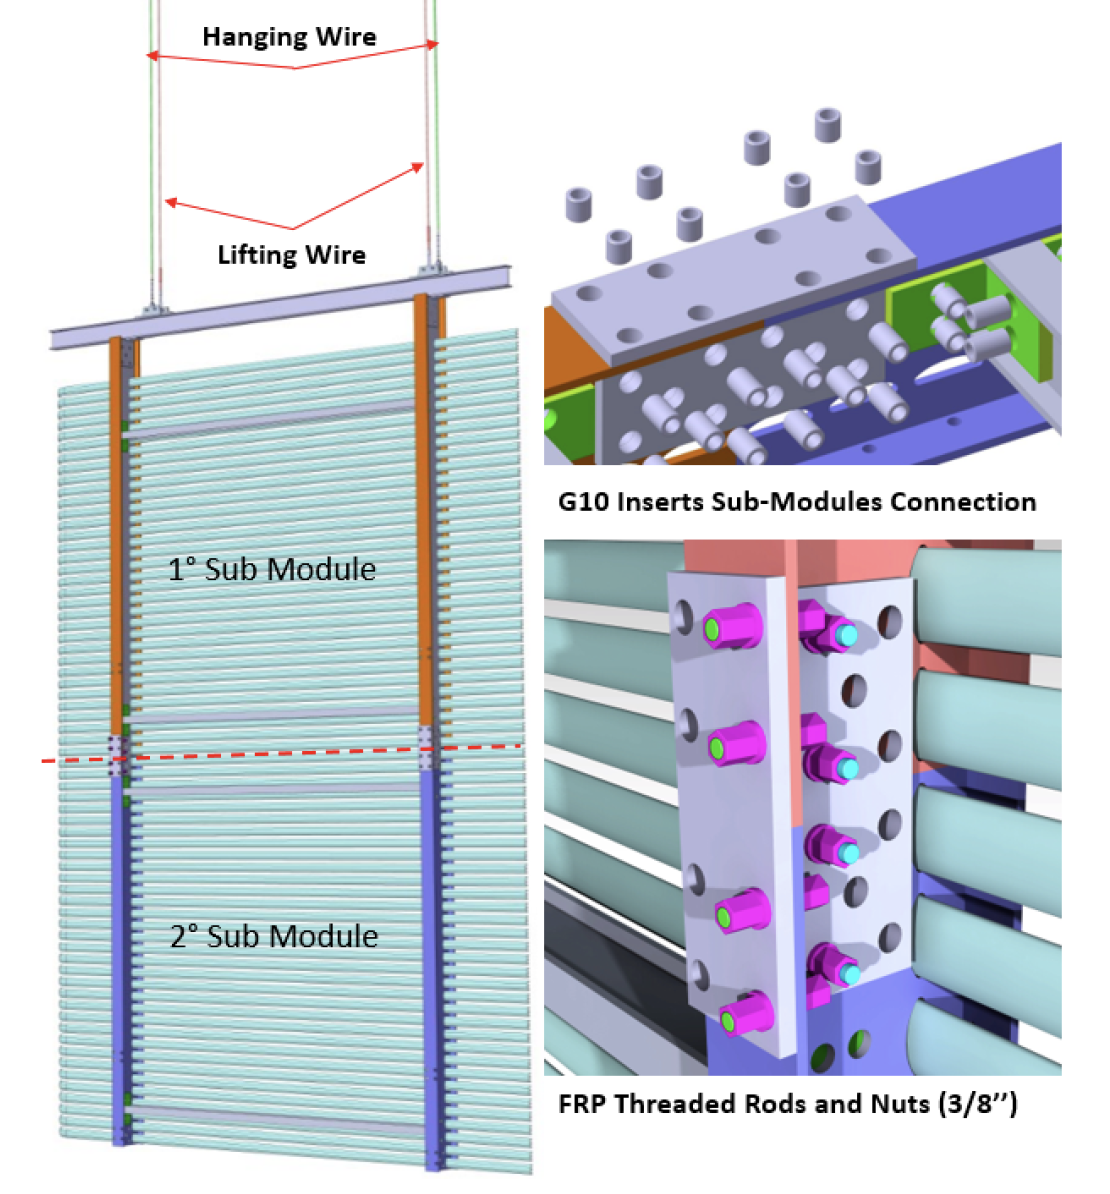 Hanging Wire
Lifting Wire
1° Sub Module
2° Sub Module
G10 Inserts Sub-Modules Connection
FRP Threaded Rods and Nuts (3/8’’)